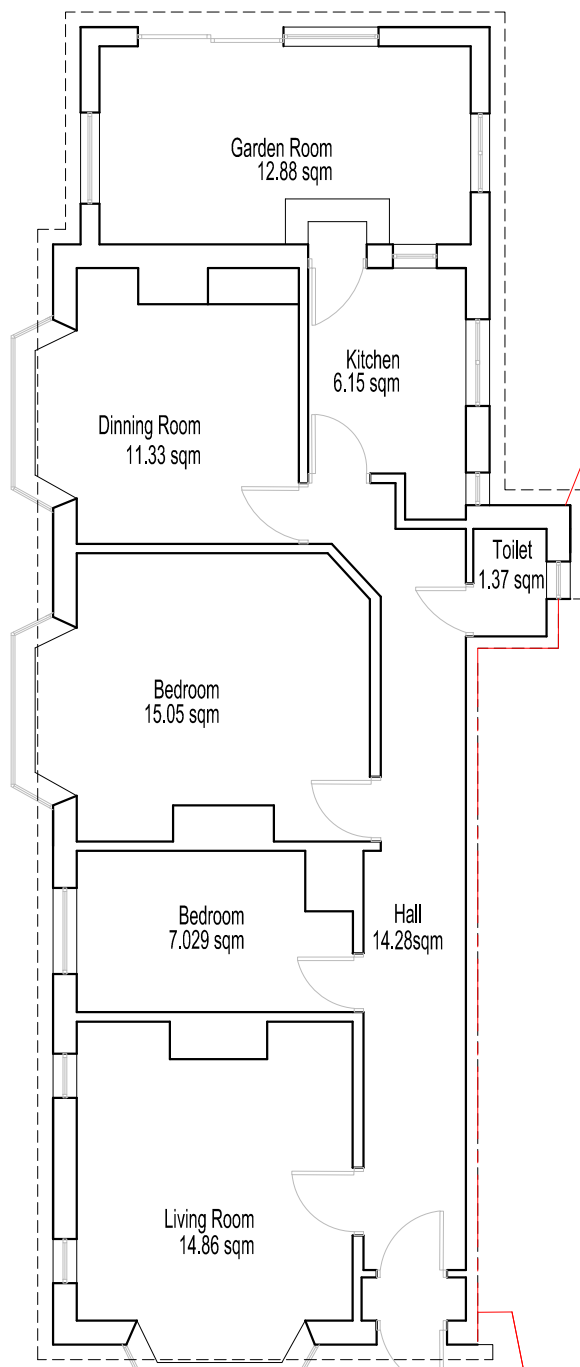 Garden Room
12.88 sqm
Kitchen
6.15 sqm
Dinning Room
11.33 sqm
Toilet
1.37 sqm
Bedroom
15.05 sqm
Bedroom
7.029 sqm
Hall
14.28sqm
Living Room
14.86 sqm